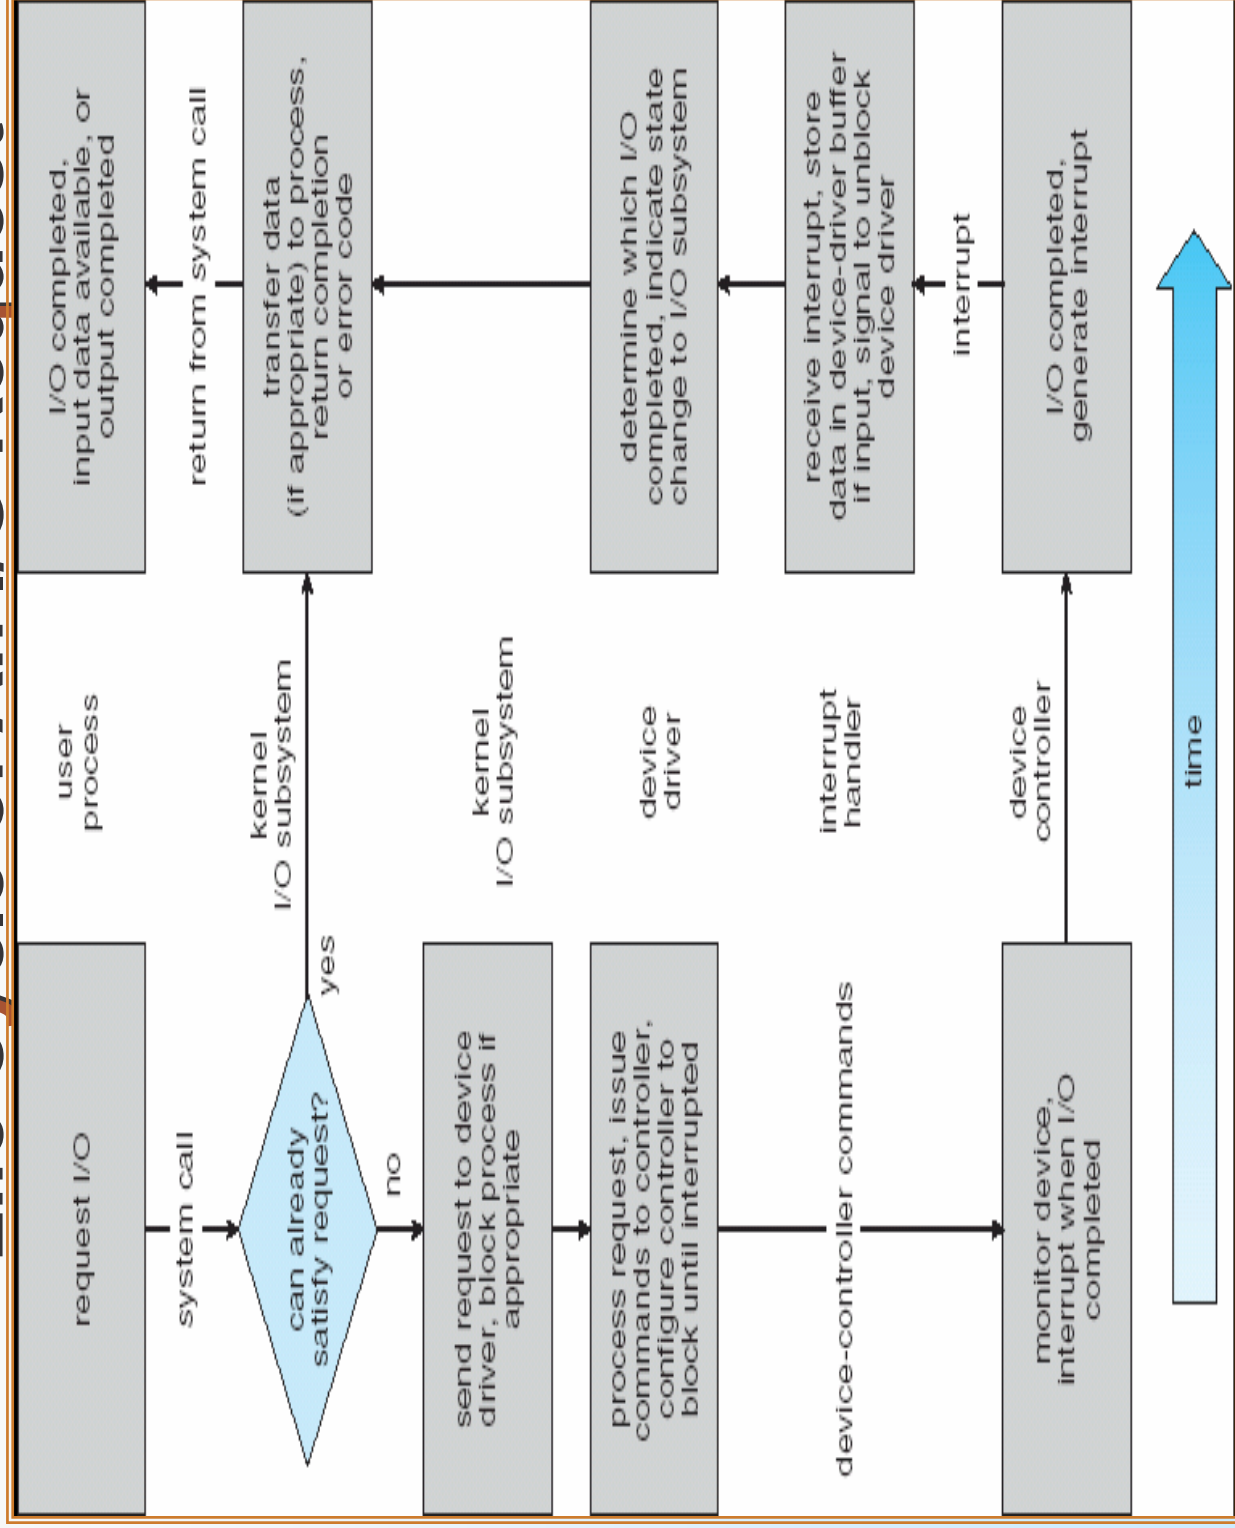 request I/O
system call
can already
satisfy request?
yes
no
send request to device
driver, block process if
appropriate
process request, issue
commands to controller,
configure controller to
block until interrupted
device-controller commands
monitor device,
interrupt when I/O
completed
user
process
kernel
I/O subsystem
kernel
I/O subsystem
device
driver
interrupt
handler
device
controller
I/O completed,
input data available, or
output completed
return from system call
transfer data
(if appropriate) to process,
return completion
or error code
determine which I/O
completed, indicate state
change to I/O subsystem
receive interrupt, store
data in device-driver buffer
if input, signal to unblock
device driver
interrupt
I/O completed,
generate interrupt
time